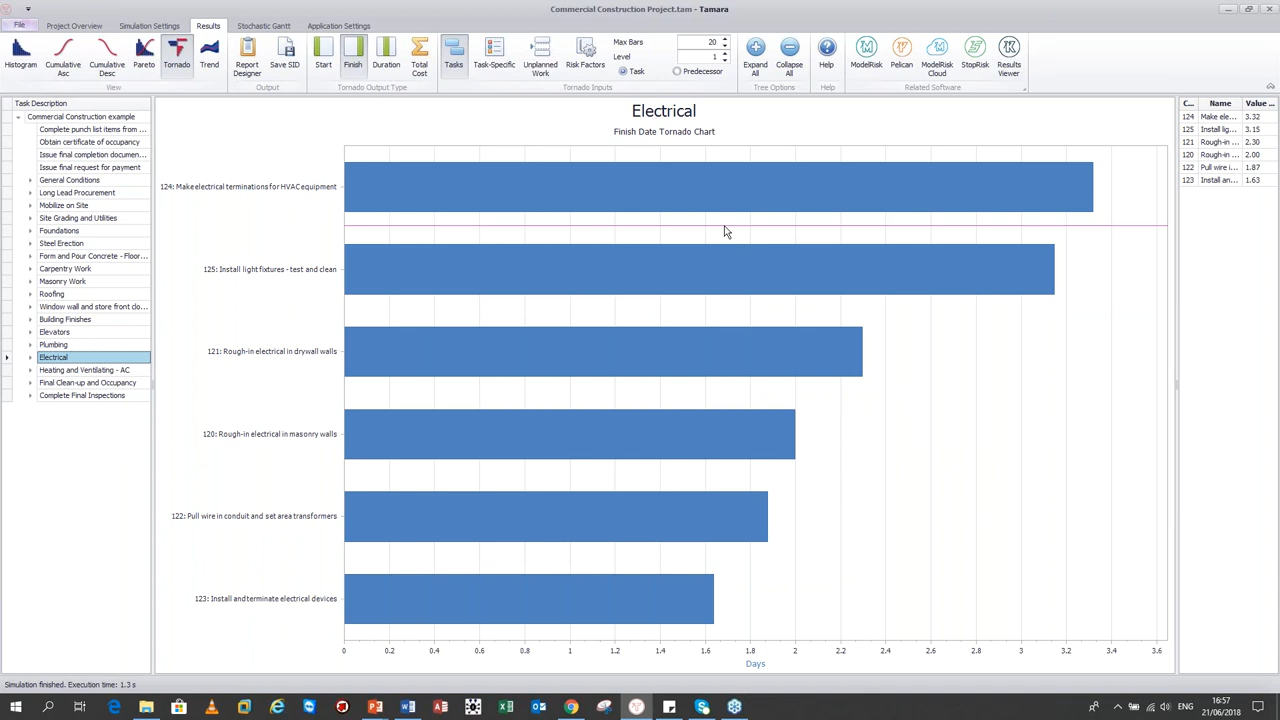 Commercial Construction Project.tam - Tamara
File
Project Overview
Simulation Settings
Results
Stochastic Gantt
Application Settings
Histogram
Cumulative Asc
Cumulative Desc
Pareto
Tornado
Trend
View
Report Designer
Save SID
Output
Start
Finish
Duration
Total Cost
Tornado Output Type
Tasks
Task-Specific
Unplanned Work
Risk Factors
Max Bars 20
Level 1
Task Predecessor
Tornado Inputs
Expand All
Collapse All
Tree Options
Help
Help
ModelRisk
Pelican
ModelRisk Cloud
StopRisk
Results Viewer
Related Software
Task Description
Commercial Construction example
Complete punch list items from ...
Obtain certificate of occupancy
Issue final completion documen...
Issue final request for payment
General Conditions
Long Lead Procurement
Mobilize on Site
Site Grading and Utilities
Foundations
Steel Erection
Form and Pour Concrete - Floor...
Carpentry Work
Masonry Work
Roofing
Window wall and store front clo...
Building Finishes
Elevators
Plumbing
Electrical
Heating and Ventilating - AC
Final Clean-up and Occupancy
Complete Final Inspections
Electrical
Finish Date Tornado Chart
124: Make electrical terminations for HVAC equipment
125: Install light fixtures - test and clean
121: Rough-in electrical in drywall walls
120: Rough-in electrical in masonry walls
122: Pull wire in conduit and set area transformers
123: Install and terminate electrical devices
0 0.2 0.4 0.6 0.8 1 1.2 1.4 1.6 1.8 2 2.2 2.4 2.6 2.8 3 3.2 3.4 3.6
Days
C... Name Value ...
124 Make ele... 3.32
125 Install lig... 3.15
121 Rough-in ... 2.30
120 Rough-in ... 2.00
122 Pull wire i... 1.87
123 Install an... 1.63
Simulation finished. Execution time: 1.3 s
ENG
16:57
21/06/2018